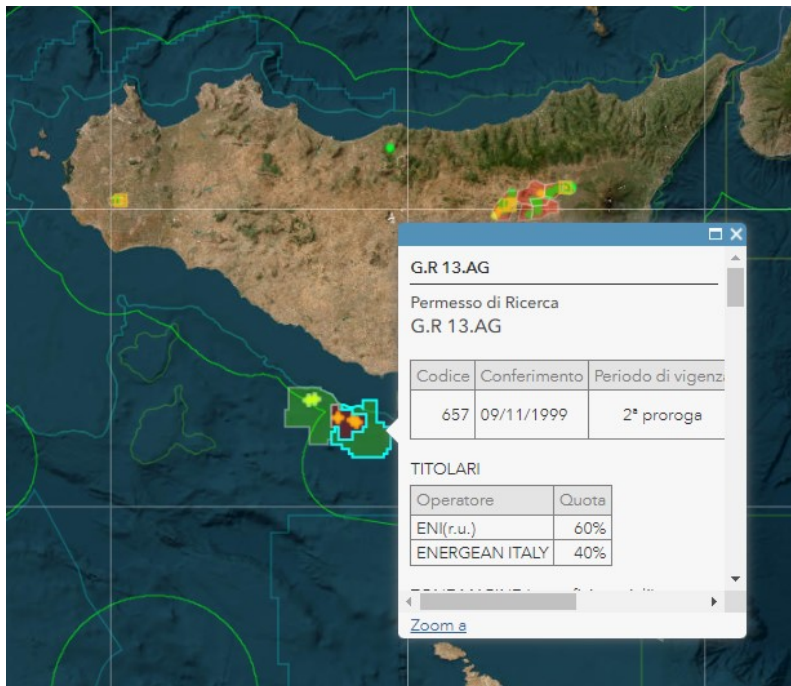 G.R 13.AG
Permesso di Ricerca
G.R 13.AG
Codice Conferimento Periodo di vigenza
657 09/11/1999 2ª proroga
TITOLARI
Operatore Quota
ENI(r.u.) 60%
ENERGEAN ITALY 40%
Zoom a